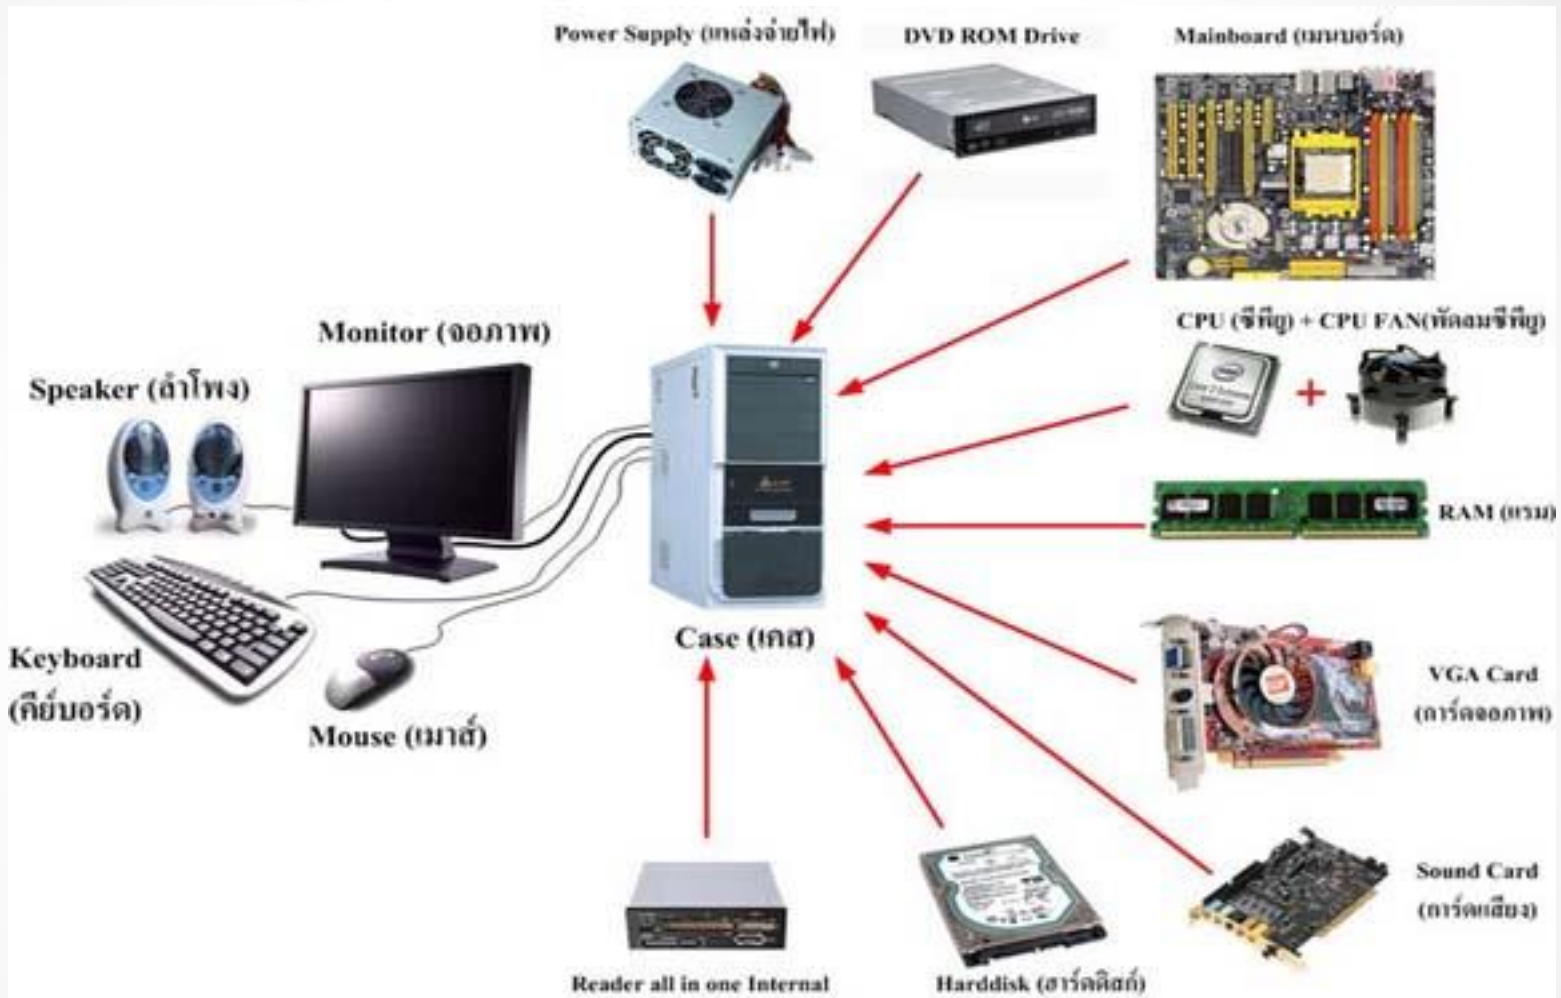 Power Supply (แหล่งจ่ายไฟ)
DVD ROM Drive
Mainboard (เมนบอร์ด)
CPU (ซีพียู) + CPU FAN(พัดลมซีพียู)
Monitor (จอภาพ)
Speaker (ลำโพง)
+
RAM (แรม)
Case (เคส)
Keyboard
(คีย์บอร์ด)
Mouse (เมาส์)
VGA Card
(การ์ดจอภาพ)
Sound Card
(การ์ดเสียง)
Reader all in one Internal
Harddisk (ฮาร์ดดิสก์)